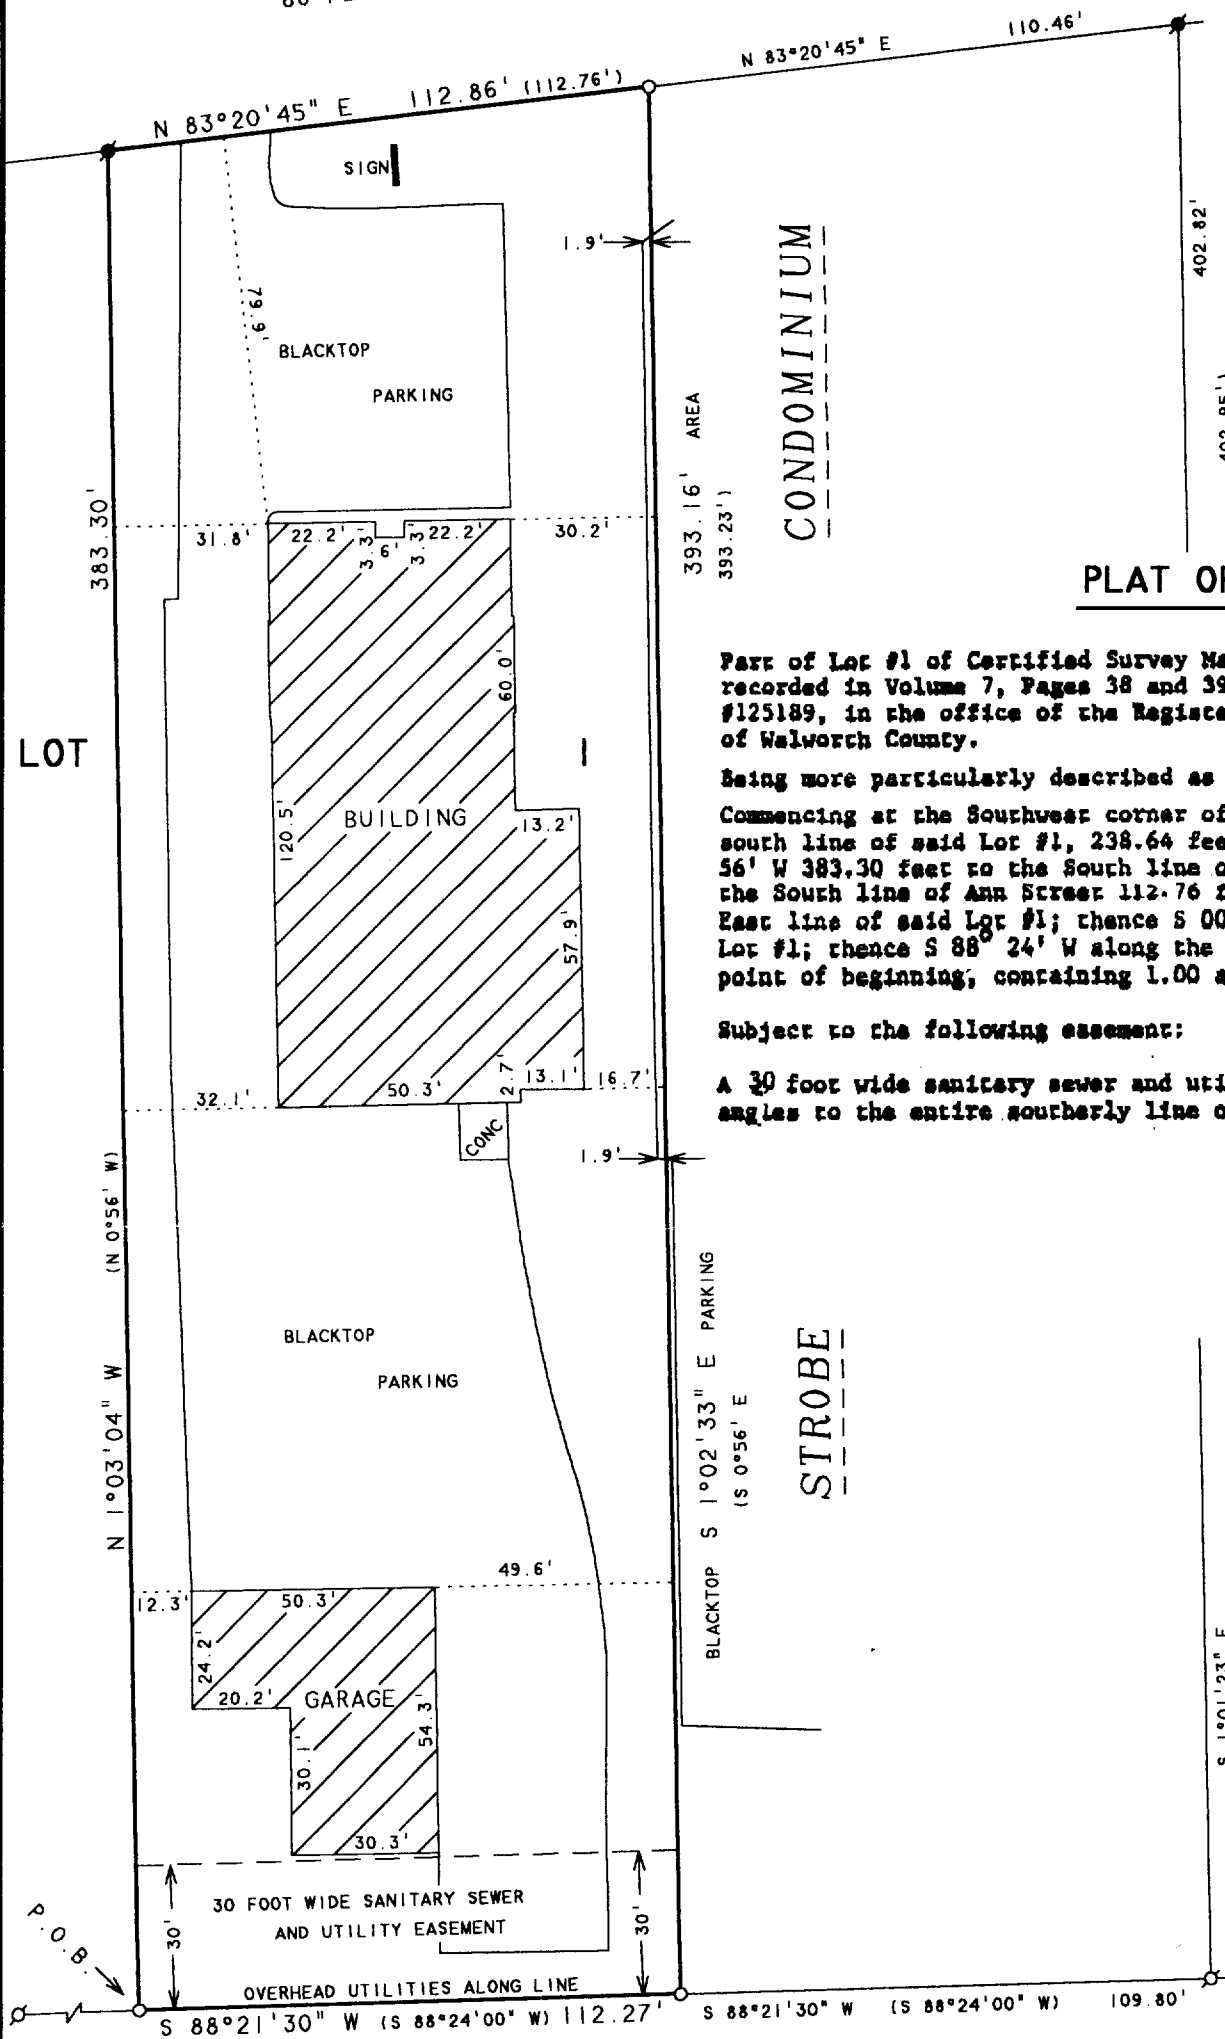 N 83°20'45" E 112.86' (112.76')
N 83°20'45" E 110.46'
SIGN
1.9'
402.82'
79.9'
BLACKTOP
PARKING
CONDOMINIUM
393.16' AREA
393.23')
383.30'
31.8'
22.2'
3.3'
6'
3.3'
22.2'
30.2'
PLAT OF
Part of Lot #1 of Certified Survey Ma
recorded in Volume 7, Pages 38 and 39
#125189, in the office of the Registe
of Walworth County.
Being more particularly described as
Commencing at the Southwest corner of
south line of said Lot #1, 238.64 fee
56' W 383.30 feet to the South line o
the South line of Ann Street 112.76 f
East line of said Lot #1; thence S 00
Lot #1; thence S 88° 24' W along the
point of beginning, containing 1.00 a
Subject to the following easement:
A 30 foot wide sanitary sewer and uti
angles to the entire southerly line o
60.0'
LOT
1
BUILDING
120.5'
13.2'
57.9'
50.3'
2.7'
13.1'
16.7'
32.1'
CONC
1.9'
(N 0°56' W)
N 1°03'04" W
BLACKTOP
PARKING
BLACKTOP S 1°02'33" E PARKING
(S 0°56' E
STROBE
49.6'
12.3'
50.3'
24.2'
20.2'
GARAGE
54.3'
30.1'
30.3'
S 1°01'23" E
30 FOOT WIDE SANITARY SEWER
AND UTILITY EASEMENT
30'
30'
P.O.B.
OVERHEAD UTILITIES ALONG LINE
S 88°21'30" W (S 88°24'00" W) 112.27'
S 88°21'30" W (S 88°24'00" W) 109.80'